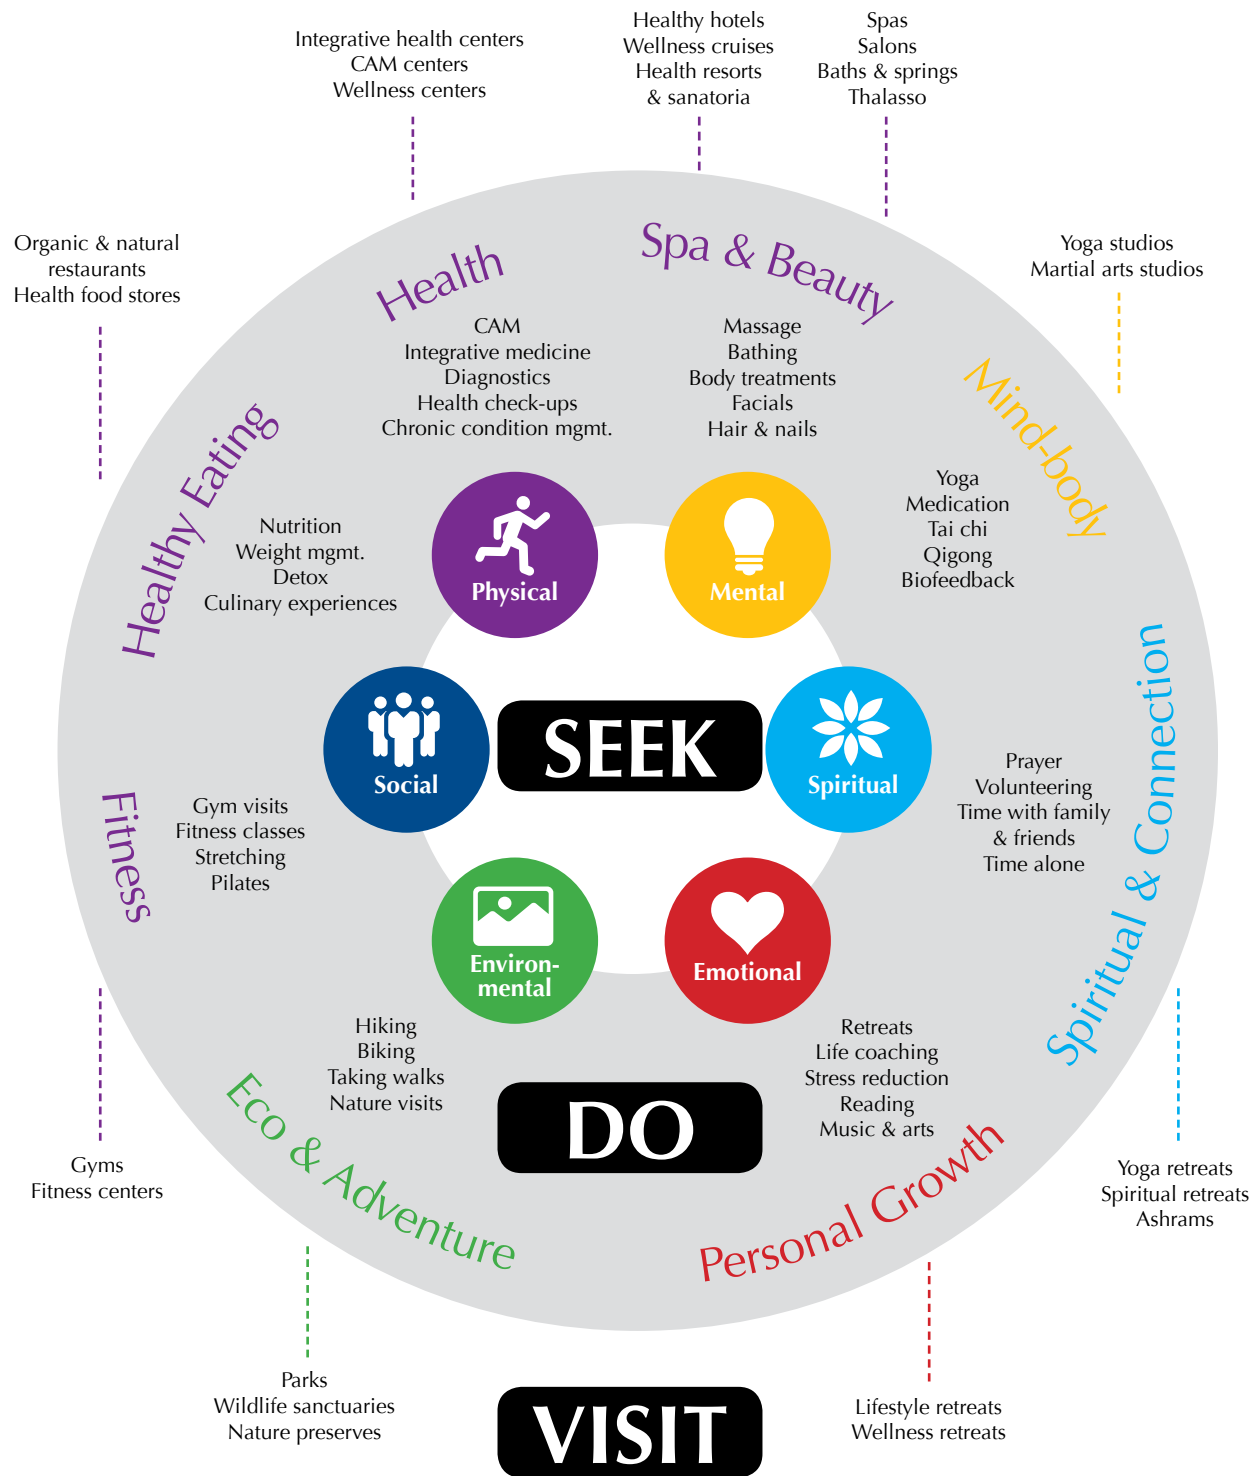 Integrative health centers
CAM centers
Wellness centers
Healthy hotels
Wellness cruises
Health resorts
& sanatoria
Spas
Salons
Baths & springs
Thalasso
Organic & natural
restaurants
Health food stores
Yoga studios
Martial arts studios
Health
CAM
Integrative medicine
Diagnostics
Health check-ups
Chronic condition mgmt.
Spa & Beauty
Massage
Bathing
Body treatments
Facials
Hair & nails
Mind-body
Yoga
Medication
Tai chi
Qigong
Biofeedback
Healthy Eating
Nutrition
Weight mgmt.
Detox
Culinary experiences
Physical
Mental
Social
SEEK
Spiritual
Spiritual & Connection
Prayer
Volunteering
Time with family
& friends
Time alone
Fitness
Gym visits
Fitness classes
Stretching
Pilates
Environ-
mental
Emotional
Eco & Adventure
Hiking
Biking
Taking walks
Nature visits
DO
Retreats
Life coaching
Stress reduction
Reading
Music & arts
Personal Growth
Gyms
Fitness centers
Yoga retreats
Spiritual retreats
Ashrams
Parks
Wildlife sanctuaries
Nature preserves
VISIT
Lifestyle retreats
Wellness retreats